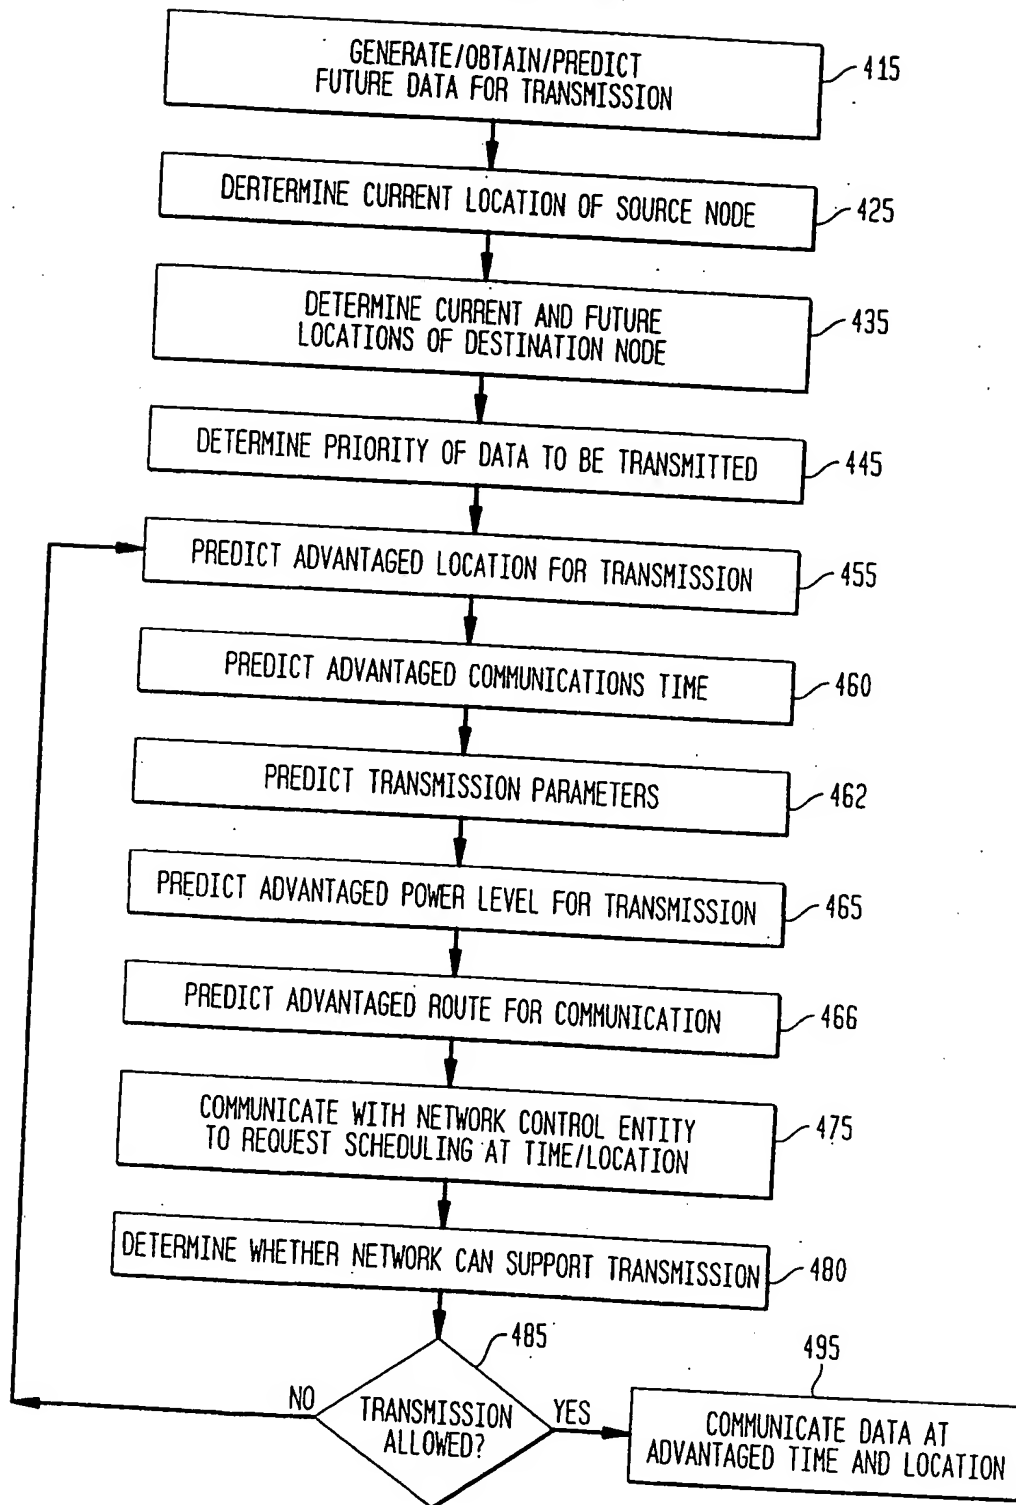 GENERATE/OBTAIN/PREDICT
FUTURE DATA FOR TRANSMISSION
415
DERTERMINE CURRENT LOCATION OF SOURCE NODE
425
DETERMINE CURRENT AND FUTURE
LOCATIONS OF DESTINATION NODE
435
DETERMINE PRIORITY OF DATA TO BE TRANSMITTED
445
PREDICT ADVANTAGED LOCATION FOR TRANSMISSION
455
PREDICT ADVANTAGED COMMUNICATIONS TIME
460
PREDICT TRANSMISSION PARAMETERS
462
PREDICT ADVANTAGED POWER LEVEL FOR TRANSMISSION
465
PREDICT ADVANTAGED ROUTE FOR COMMUNICATION
466
COMMUNICATE WITH NETWORK CONTROL ENTITY
TO REQUEST SCHEDULING AT TIME/LOCATION
475
DETERMINE WHETHER NETWORK CAN SUPPORT TRANSMISSION
480
485
TRANSMISSION
ALLOWED?
NO
YES
495
COMMUNICATE DATA AT
ADVANTAGED TIME AND LOCATION